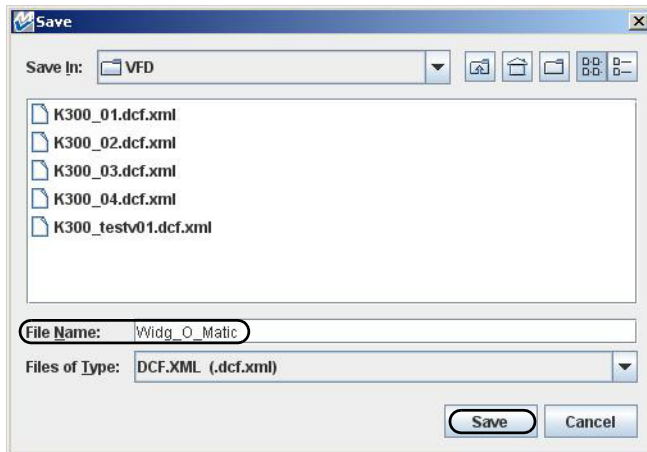 Save
Save In: VFD
K300_01.dcf.xml
K300_02.dcf.xml
K300_03.dcf.xml
K300_04.dcf.xml
K300_testv01.dcf.xml
File Name: Widg_O_Matic
Files of Type: DCF.XML (.dcf.xml)
Save Cancel